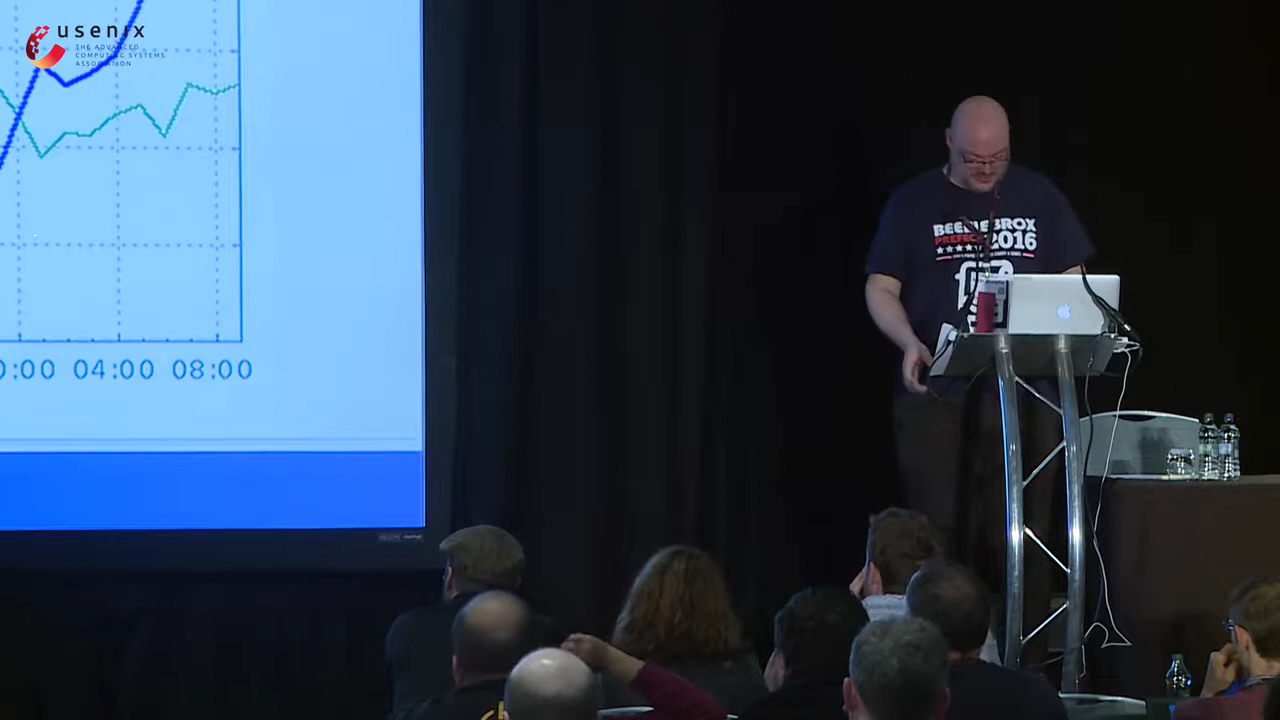 usenix
THE ADVANCED
COMPUTING SYSTEMS
ASSOCIATION
0:00 04:00 08:00
BEEBLEBROX
PREFECT 2016